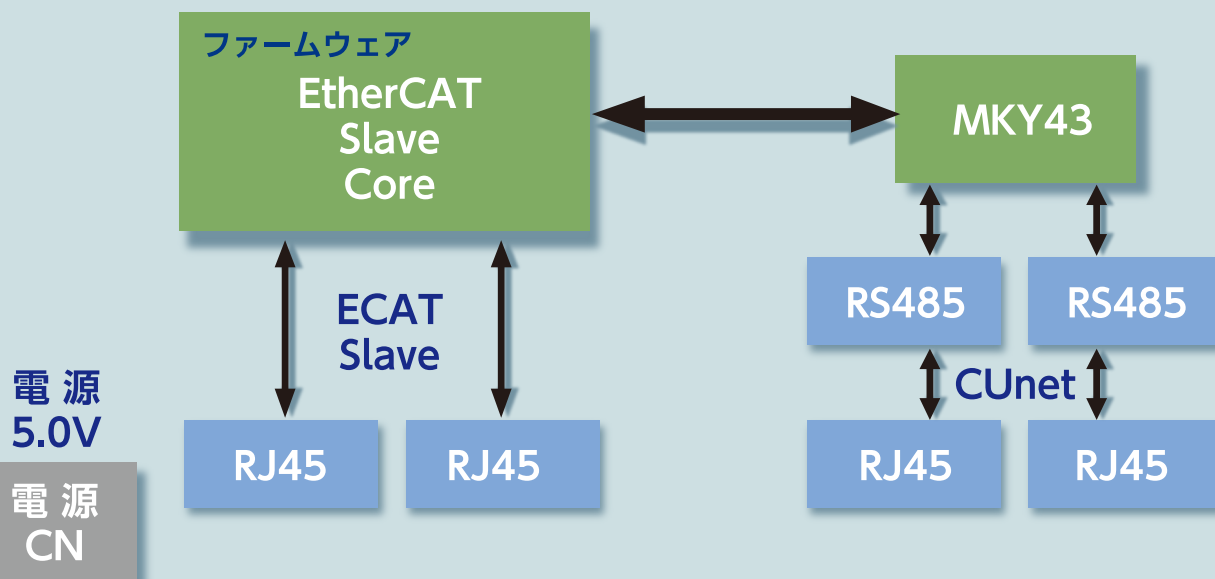 ファームウェア
EtherCAT
Slave
Core
MKY43
ECAT
Slave
RS485
RS485
CUnet
RJ45
RJ45
RJ45
RJ45
電 源
5.0V
電 源
CN